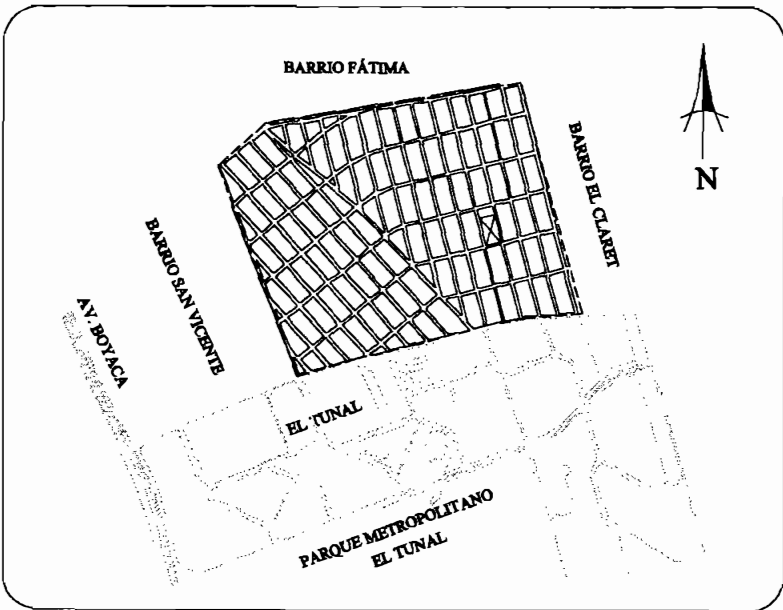 BARRIO FÁTIMA
BARRIO EL CLARET
N
BARRIO SAN VICENTE
AV. BOYACA
EL TUNAL
PARQUE METROPOLITANO
EL TUNAL